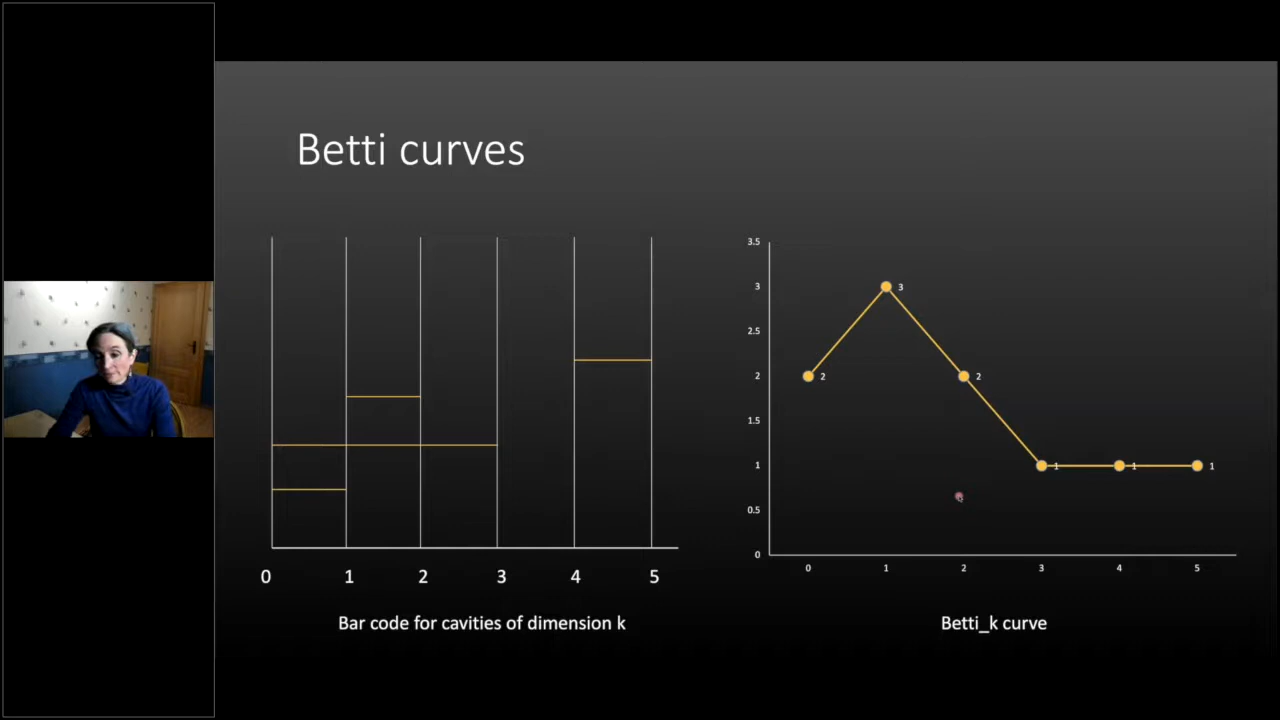 Betti curves
0 1 2 3 4 5
Bar code for cavities of dimension k
3.5
3
2.5
2
1.5
1
0.5
0
2
3
2
1
1
1
0 1 2 3 4 5
Betti_k curve